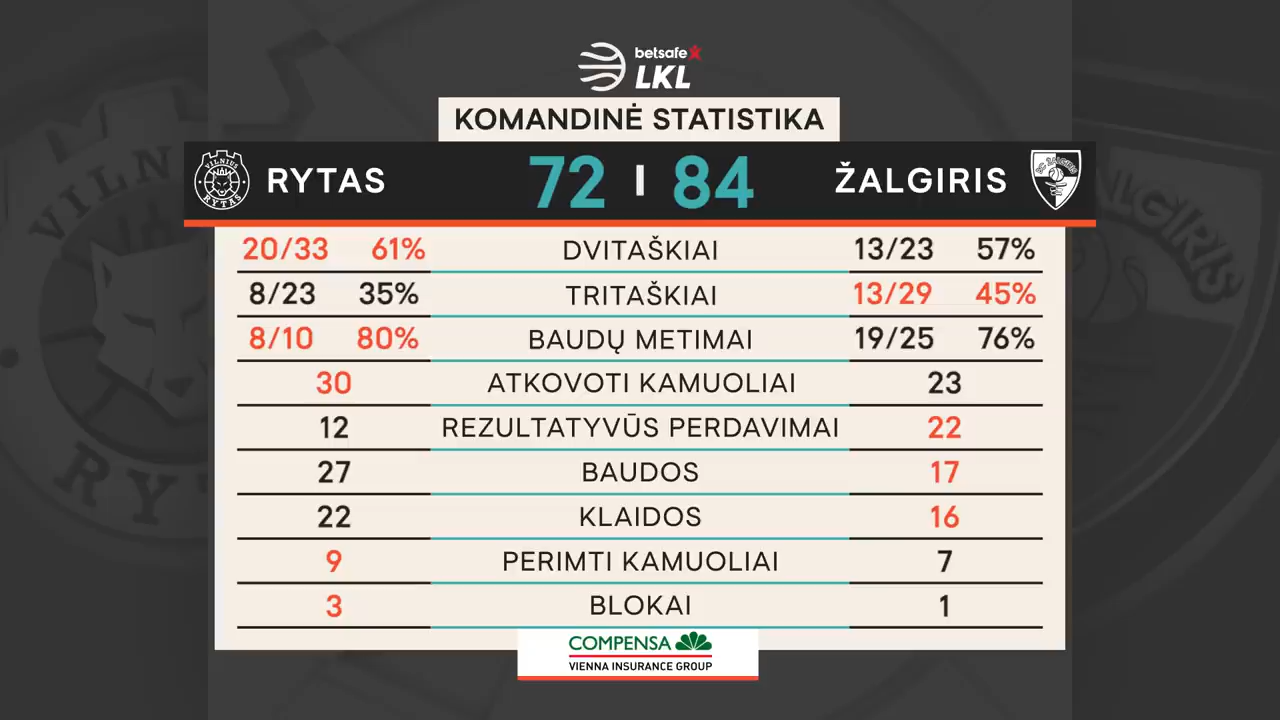 betsafe
LKL
KOMANDINĖ STATISTIKA
VILNIUS RYTAS RYTAS 72 | 84 ŽALGIRIS
20/33 61% DVITAŠKIAI 13/23 57%
8/23 35% TRITAŠKIAI 13/29 45%
8/10 80% BAUDŲ METIMAI 19/25 76%
30 ATKOVOTI KAMUOLIAI 23
12 REZULTATYVŪS PERDAVIMAI 22
27 BAUDOS 17
22 KLAIDOS 16
9 PERIMTI KAMUOLIAI 7
3 BLOKAI 1
COMPENSA
VIENNA INSURANCE GROUP